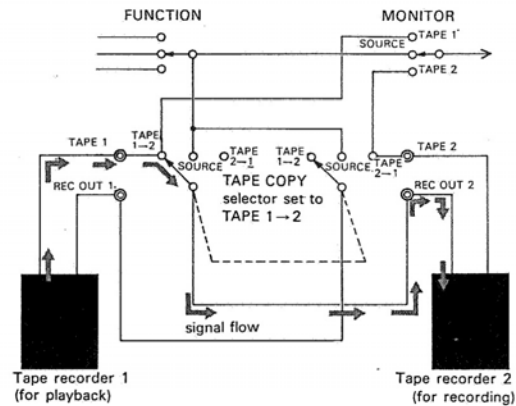 FUNCTION
MONITOR
TAPE 1
SOURCE
TAPE 2
TAPE 1
TAPE
1→2
SOURCE
TAPE
2→1
TAPE
1→2
SOURCE
TAPE
2→1
TAPE 2
REC OUT 1
TAPE COPY
selector set to
TAPE 1→2
REC OUT 2
signal flow
Tape recorder 1
(for playback)
Tape recorder 2
(for recording)